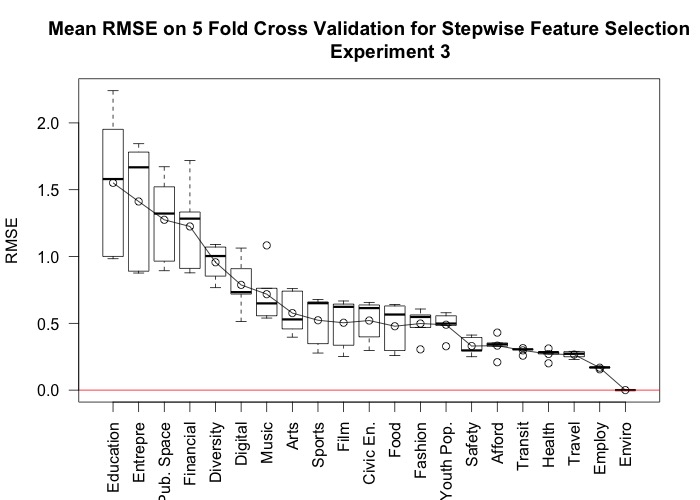 Mean RMSE on 5 Fold Cross Validation for Stepwise Feature Selection
Experiment 3
RMSE
2.0
1.5
1.0
0.5
0.0
Education
Entrepre
Pub. Space
Financial
Diversity
Digital
Music
Arts
Sports
Film
Civic En.
Food
Fashion
Youth Pop.
Safety
Afford
Transit
Health
Travel
Employ
Enviro